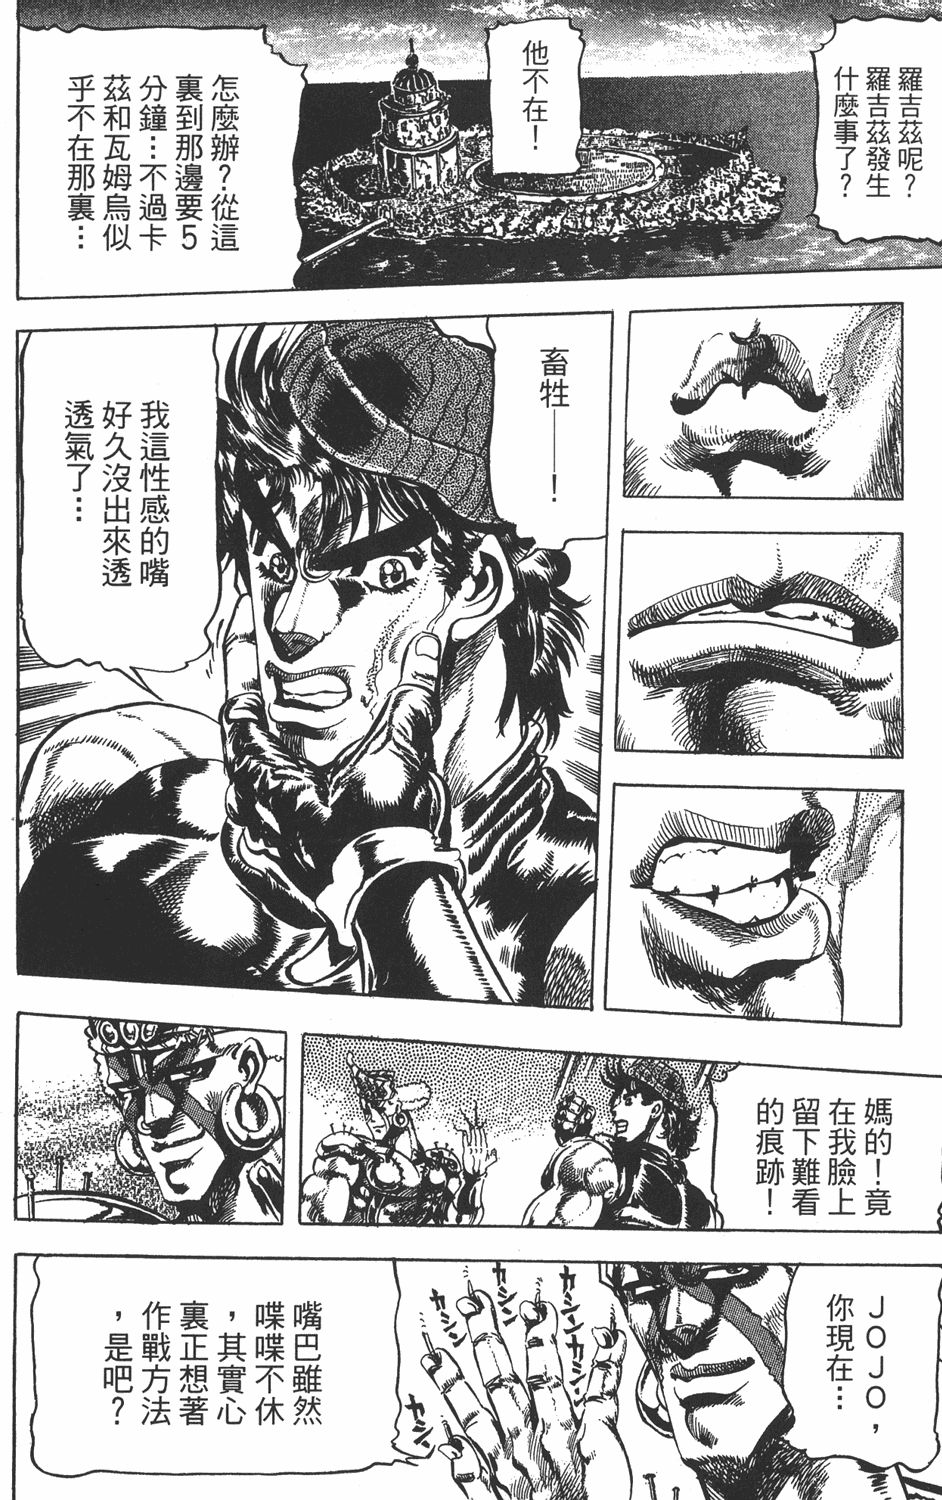 羅吉茲呢？
羅吉茲發生
什麼事了？
他不在！
怎麼辦？從這
裏到那邊要5
分鐘…不過卡
茲和瓦姆烏似
乎不在那裏…
畜牲——！
我這性感的嘴
好久沒出來透
透氣了…
媽的！竟
在我臉上
留下難看
的痕跡！
JOJO，
你現在…
カシン
カシン
カシン
カシン
カシン
嘴巴雖然
喋喋不休
，其實心
裏正想著
作戰方法
，是吧？